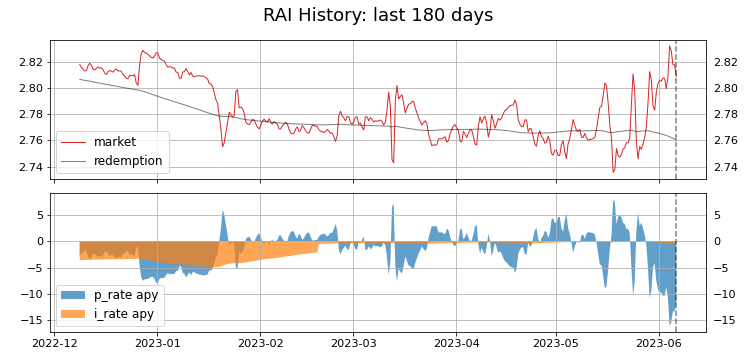 RAI History: last 180 days
2.82 2.82
2.80 2.80
2.78 2.78
2.76 2.76
2.74 2.74
market
redemption
5 5
0 0
−5 −5
−10 −10
−15 −15
p_rate apy
i_rate apy
2022-12 2023-01 2023-02 2023-03 2023-04 2023-05 2023-06